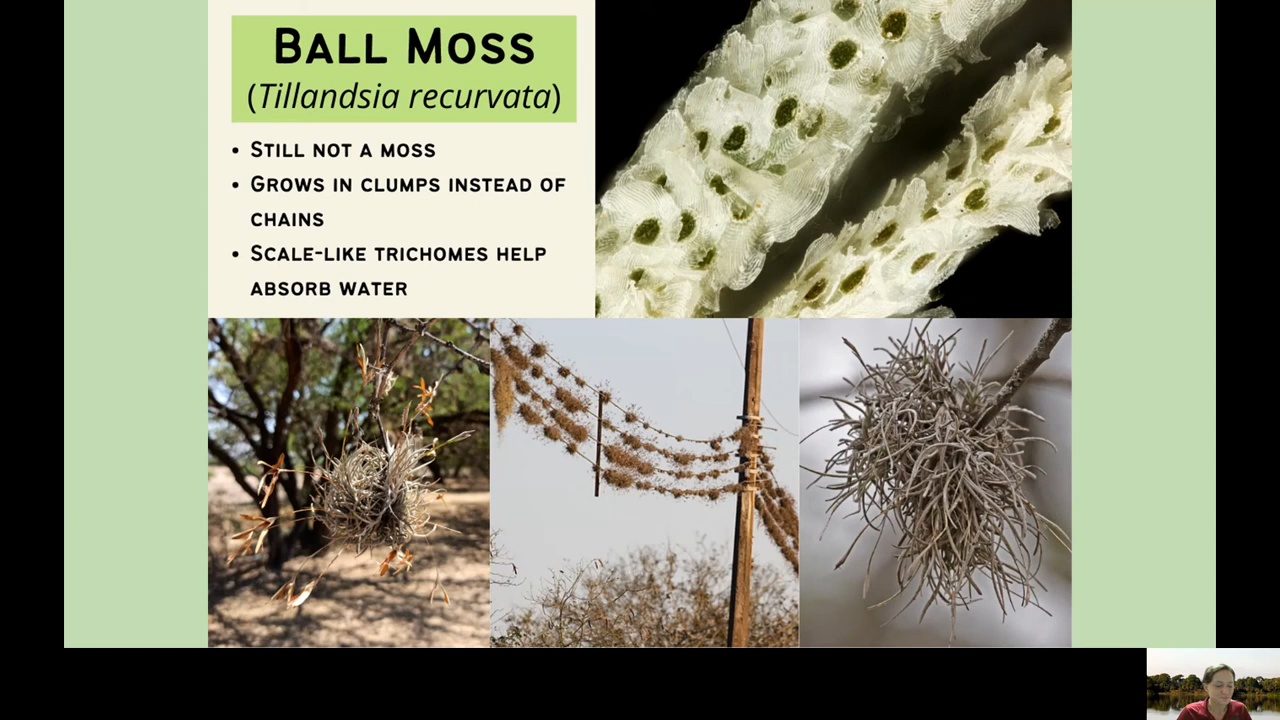 BALL MOSS
(Tillandsia recurvata)
• STILL NOT A MOSS
• GROWS IN CLUMPS INSTEAD OF
CHAINS
• SCALE-LIKE TRICHOMES HELP
ABSORB WATER